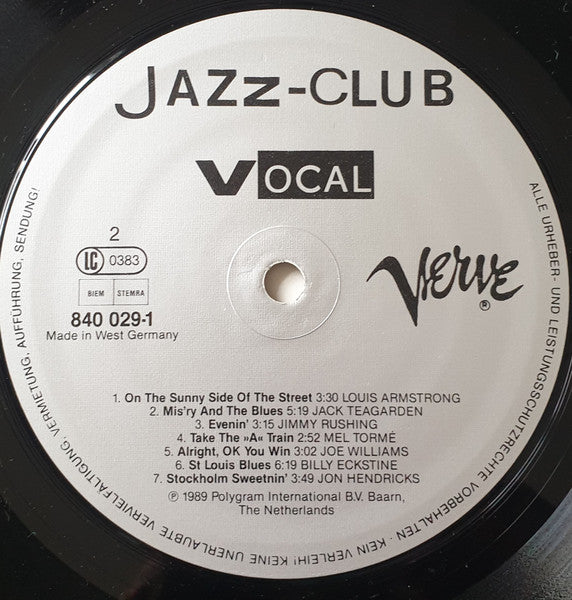 JAZZ-CLUB
VOCAL
2
LC 0383
BIEM STEMRA
840 029-1
Made in West Germany
VERVE
®
1. On The Sunny Side Of The Street 3:30 LOUIS ARMSTRONG
2. Mis'ry And The Blues 5:19 JACK TEAGARDEN
3. Evenin' 3:15 JIMMY RUSHING
4. Take The »A« Train 2:52 MEL TORMÉ
5. Alright, OK You Win 3:02 JOE WILLIAMS
6. St Louis Blues 6:19 BILLY ECKSTINE
7. Stockholm Sweetnin' 3:49 JON HENDRICKS
℗ 1989 Polygram International B.V. Baarn,
The Netherlands
ALLE URHEBER- UND LEISTUNGSSCHUTZRECHTE VORBEHALTEN · KEIN VERLEIH! KEINE UNERLAUBTE VERVIELFÄLTIGUNG, VERMIETUNG, AUFFÜHRUNG, SENDUNG!